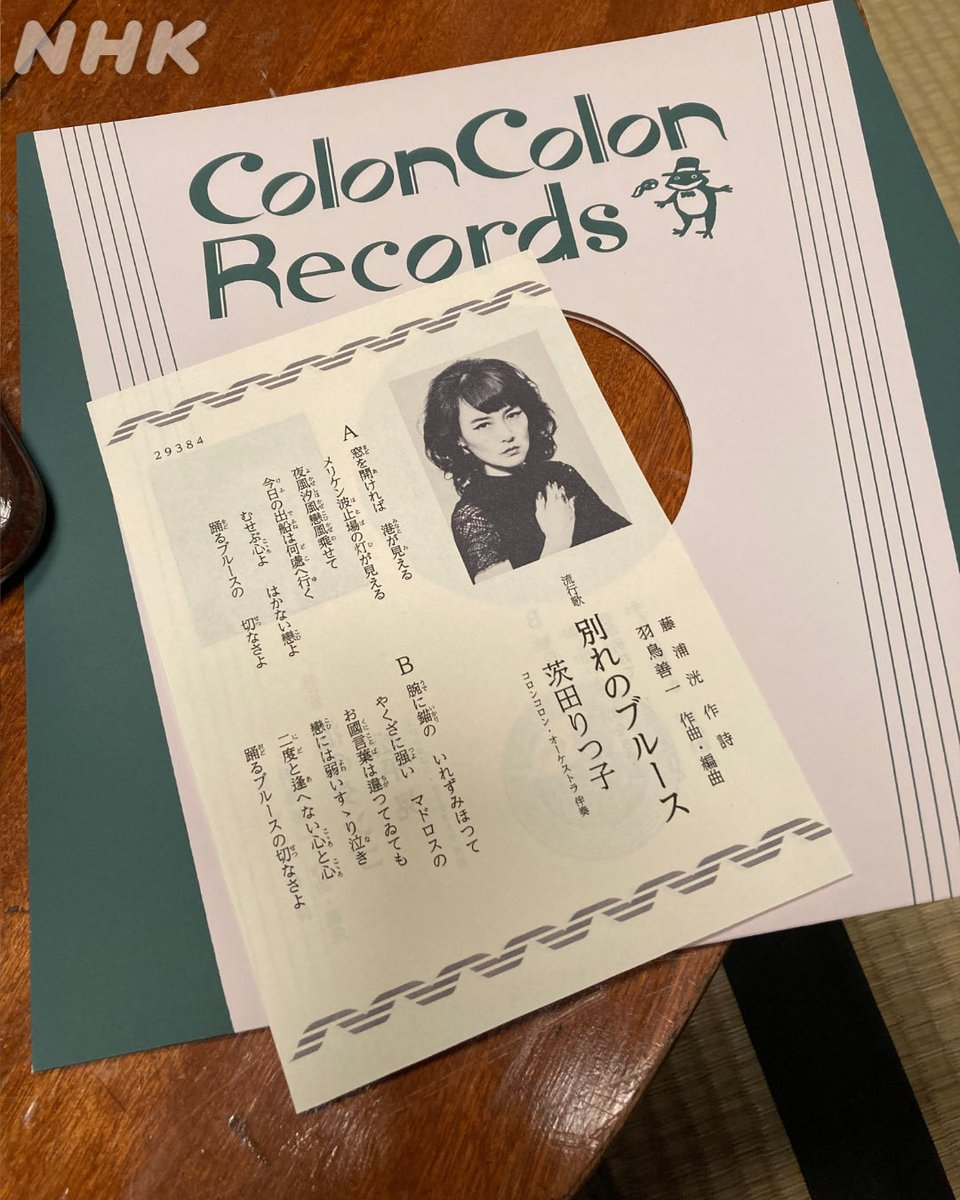 NHK
ColonColon
Records
29384
藤浦洸 作詩
羽鳥善一 作曲・編曲
流行歌 別れのブルース
茨田りつ子
コロンコロン・オーケストラ伴奏
A
窓を開ければ 港が見える
メリケン波止場の灯が見える
夜風汐風戀風乘せて
今日の出船は何處へ行く
むせぶ心よ はかない戀よ
踊るブルースの 切なさよ
B
腕に錨の いれずみほつて
やくざに强い マドロスの
お國言葉は違つてゐても
戀には弱いすゝり泣き
二度と逢へない心と心
踊るブルースの切なさよ